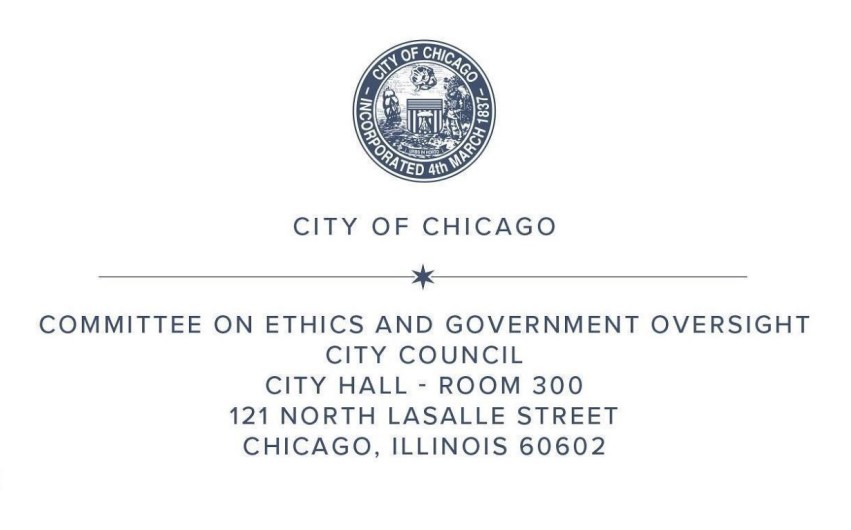 CITY OF CHICAGO
INCORPORATED 4th MARCH 1837
CITY OF CHICAGO
COMMITTEE ON ETHICS AND GOVERNMENT OVERSIGHT
CITY COUNCIL
CITY HALL - ROOM 300
121 NORTH LASALLE STREET
CHICAGO, ILLINOIS 60602